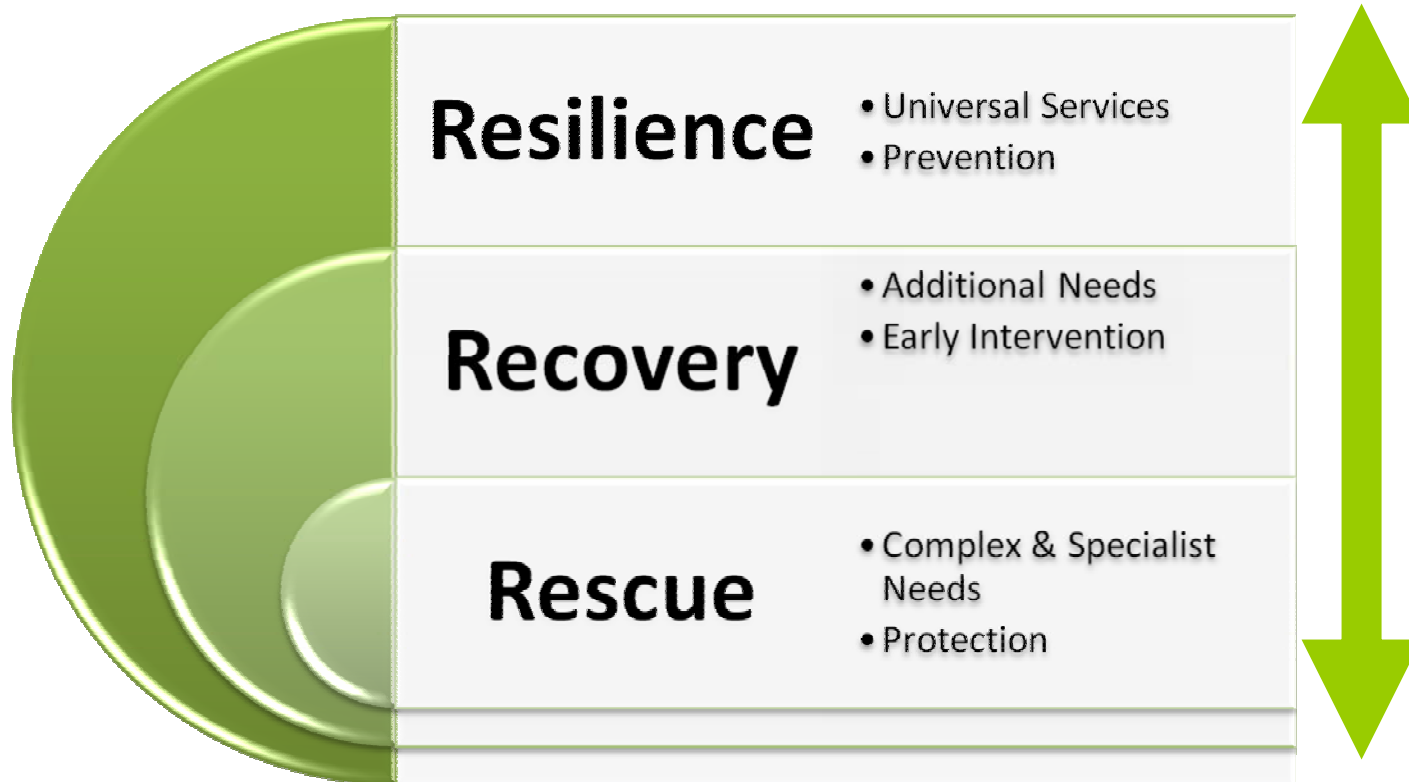 Resilience
• Universal Services
• Prevention
Recovery
• Additional Needs
• Early Intervention
Rescue
• Complex & Specialist
Needs
• Protection